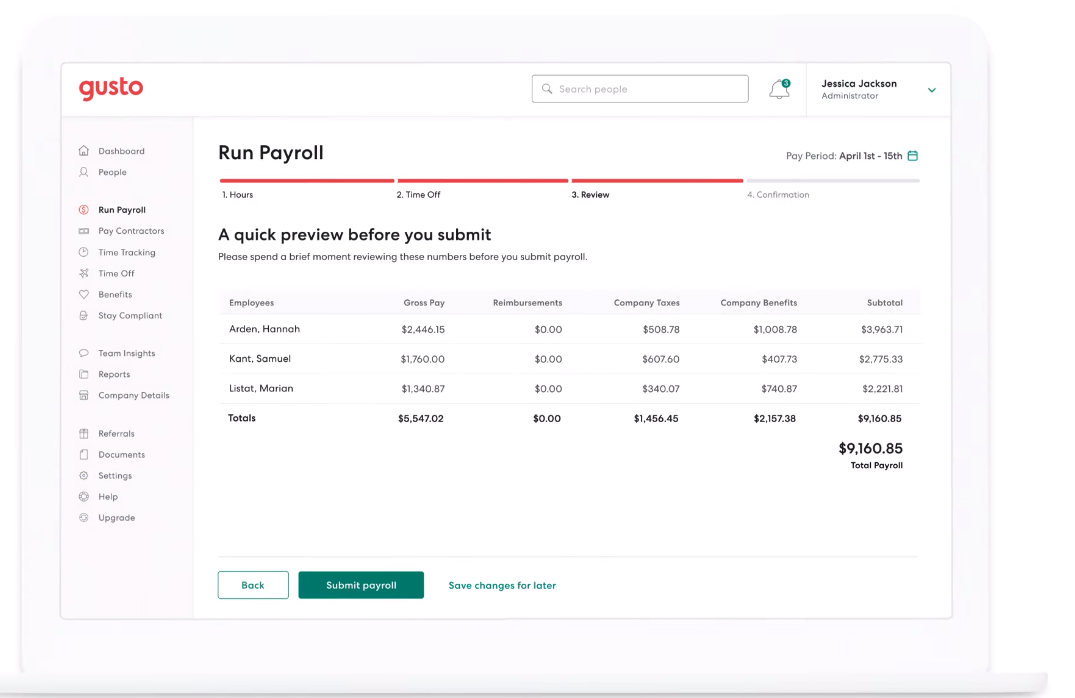 gusto
Search people
3
Jessica Jackson
Administrator
Dashboard
People
Run Payroll
Pay Contractors
Time Tracking
Time Off
Benefits
Stay Compliant
Team Insights
Reports
Company Details
Referrals
Documents
Settings
Help
Upgrade
Run Payroll
Pay Period: April 1st - 15th
1. Hours 2. Time Off 3. Review 4. Confirmation
A quick preview before you submit
Please spend a brief moment reviewing these numbers before you submit payroll.
Employees Gross Pay Reimbursements Company Taxes Company Benefits Subtotal
Arden, Hannah $2,446.15 $0.00 $508.78 $1,008.78 $3,963.71
Kant, Samuel $1,760.00 $0.00 $607.60 $407.73 $2,775.33
Listat, Marian $1,340.87 $0.00 $340.07 $740.87 $2,221.81
Totals $5,547.02 $0.00 $1,456.45 $2,157.38 $9,160.85
$9,160.85
Total Payroll
Back Submit payroll Save changes for later